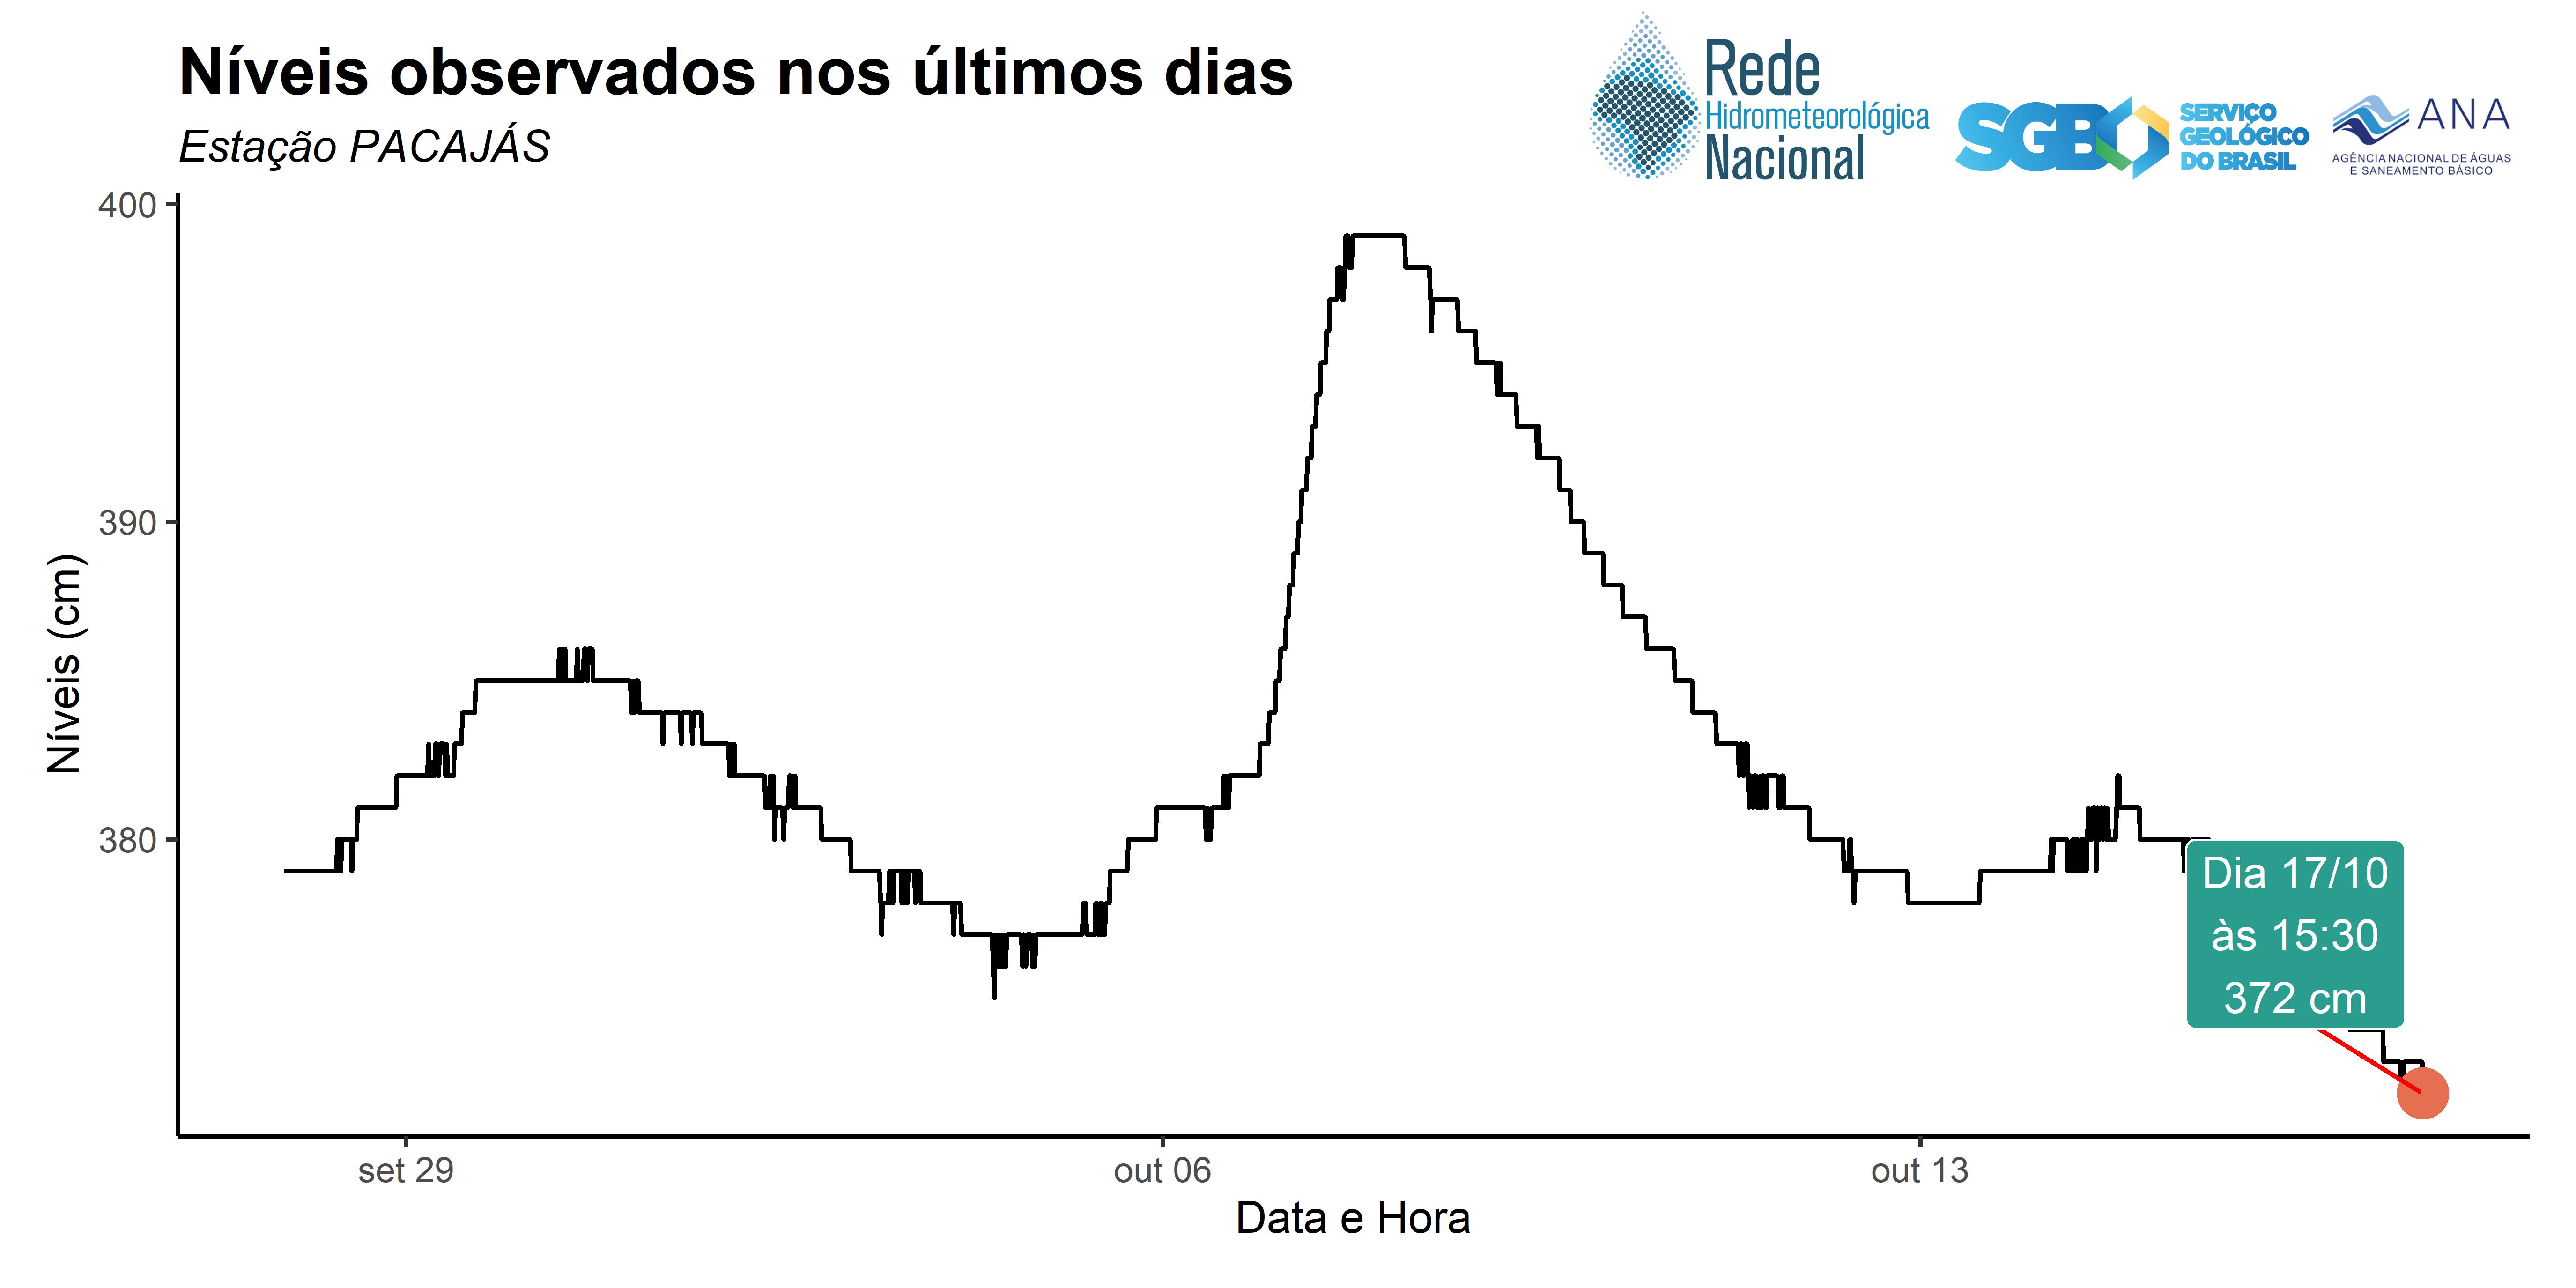 Níveis observados nos últimos dias
Estação PACAJÁS
Rede
Hidrometeorológica
Nacional
SGB
SERVIÇO
GEOLÓGICO
DO BRASIL
ANA
AGÊNCIA NACIONAL DE ÁGUAS
E SANEAMENTO BÁSICO
400
390
380
Níveis (cm)
Dia 17/10
às 15:30
372 cm
set 29
out 06
out 13
Data e Hora